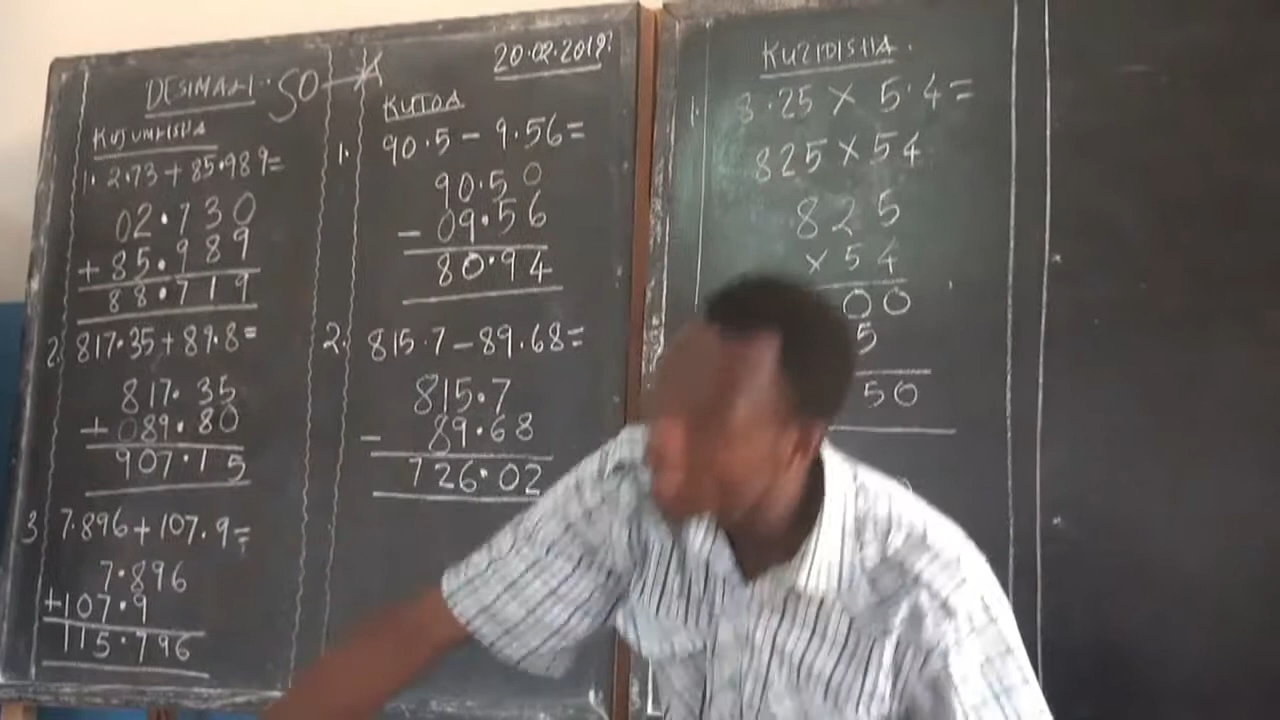 DESIMALI. SO
KUJUMLISHA
1. 2.73 + 85.989 =
02.730
+ 85.989
88.719
2. 817.35 + 89.8 =
817.35
+ 089.80
907.15
3 7.896 + 107.9 =
7.896
+107.9
115.796
20.02.2019
KUTOA
1. 90.5 - 9.56 =
90.50
- 09.56
80.94
2. 815.7 - 89.68 =
815.7
- 89.68
726.02
KUZIDISHA.
1. 8.25 X 5.4 =
825 X 54
825
x 54
00
5
50